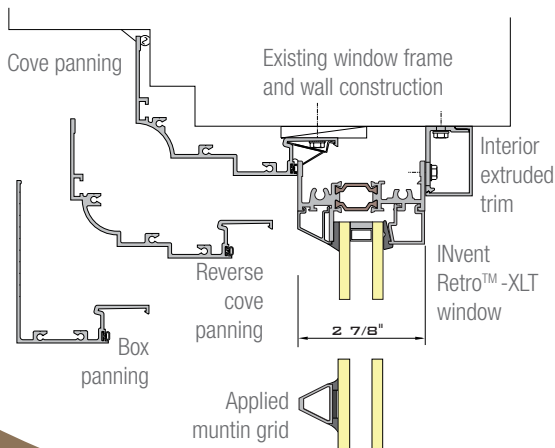 Cove panning
Existing window frame
and wall construction
Interior
extruded
trim
INvent
Retro™-XLT
window
Reverse
cove
panning
2 7/8"
Box
panning
Applied
muntin grid